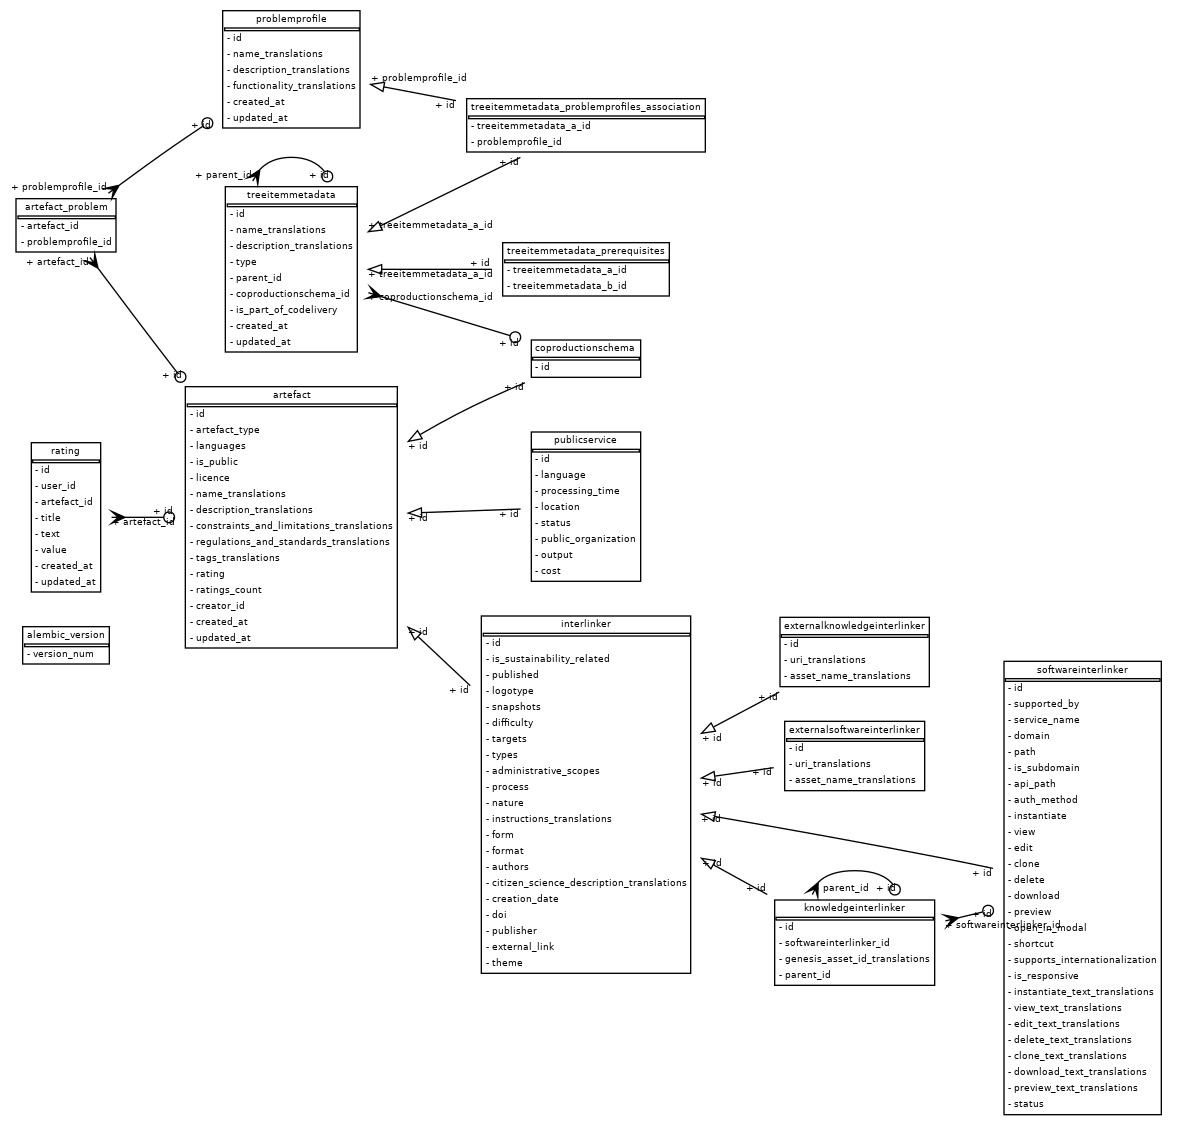 problemprofile
- id
- name_translations
- description_translations
- functionality_translations
- created_at
- updated_at
+ problemprofile_id
+ id
treeitemmetadata_problemprofiles_association
- treeitemmetadata_a_id
- problemprofile_id
+ id
+ problemprofile_id
artefact_problem
- artefact_id
- problemprofile_id
+ artefact_id
+ id
+ parent_id
+ id
treeitemmetadata
- id
- name_translations
- description_translations
- type
- parent_id
- coproductionschema_id
- is_part_of_codelivery
- created_at
- updated_at
+ id
+ treeitemmetadata_a_id
treeitemmetadata_prerequisites
- treeitemmetadata_a_id
- treeitemmetadata_b_id
+ id
+ treeitemmetadata_a_id
+ coproductionschema_id
+ id
coproductionschema
- id
+ id
+ id
artefact
- id
- artefact_type
- languages
- is_public
- licence
- name_translations
- description_translations
- constraints_and_limitations_translations
- regulations_and_standards_translations
- tags_translations
- rating
- ratings_count
- creator_id
- created_at
- updated_at
rating
- id
- user_id
- artefact_id
- title
- text
- value
- created_at
- updated_at
+ id
+ artefact_id
alembic_version
- version_num
publicservice
- id
- language
- processing_time
- location
- status
- public_organization
- output
- cost
+ id
+ id
+ id
+ id
interlinker
- id
- is_sustainability_related
- published
- logotype
- snapshots
- difficulty
- targets
- types
- administrative_scopes
- process
- nature
- instructions_translations
- form
- format
- authors
- citizen_science_description_translations
- creation_date
- doi
- publisher
- external_link
- theme
externalknowledgeinterlinker
- id
- uri_translations
- asset_name_translations
+ id
+ id
externalsoftwareinterlinker
- id
- uri_translations
- asset_name_translations
+ id
+ id
+ id
+ id
+ id
+ id
parent_id
+ id
knowledgeinterlinker
- id
- softwareinterlinker_id
- genesis_asset_id_translations
- parent_id
+ id
+ softwareinterlinker_id
softwareinterlinker
- id
- supported_by
- service_name
- domain
- path
- is_subdomain
- api_path
- auth_method
- instantiate
- view
- edit
- clone
- delete
- download
- preview
- open_in_modal
- shortcut
- supports_internationalization
- is_responsive
- instantiate_text_translations
- view_text_translations
- edit_text_translations
- delete_text_translations
- clone_text_translations
- download_text_translations
- preview_text_translations
- status